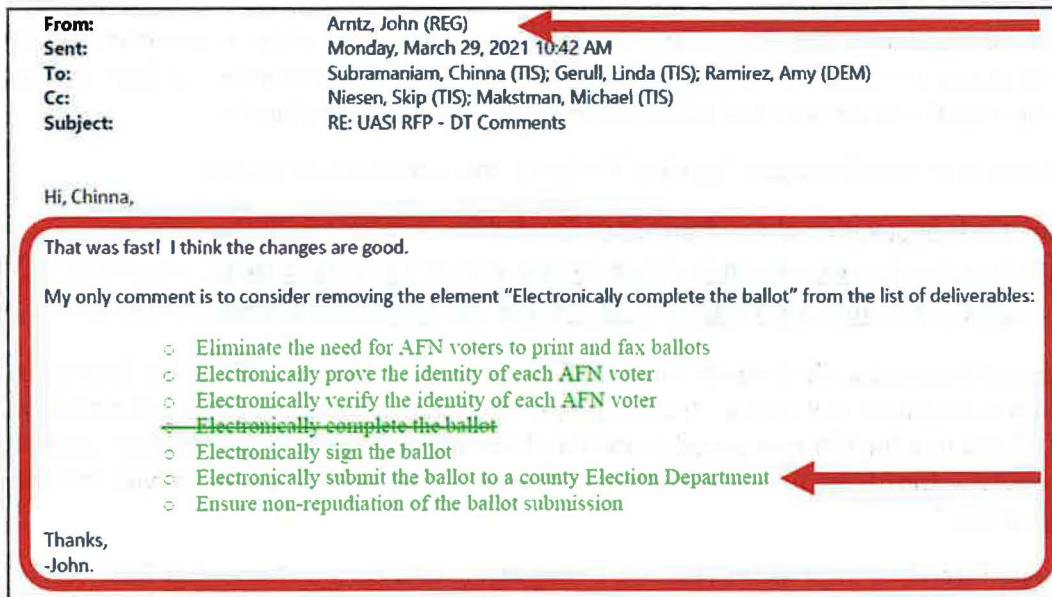 From: Arntz, John (REG)
Sent: Monday, March 29, 2021 10:42 AM
To: Subramaniam, Chinna (TIS); Gerull, Linda (TIS); Ramirez, Amy (DEM)
Cc: Niesen, Skip (TIS); Makstman, Michael (TIS)
Subject: RE: UASI RFP - DT Comments
Hi, Chinna,
That was fast! I think the changes are good.
My only comment is to consider removing the element “Electronically complete the ballot” from the list of deliverables:
○ Eliminate the need for AFN voters to print and fax ballots
○ Electronically prove the identity of each AFN voter
○ Electronically verify the identity of each AFN voter
○ Electronically complete the ballot
○ Electronically sign the ballot
○ Electronically submit the ballot to a county Election Department
○ Ensure non-repudiation of the ballot submission
Thanks,
-John.